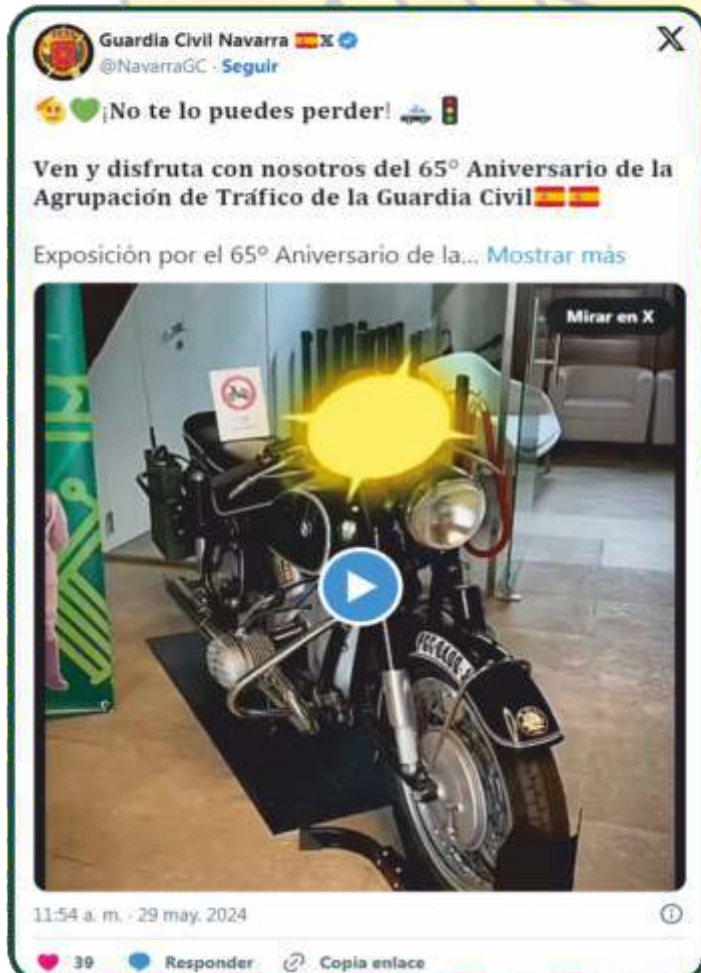 Guardia Civil Navarra
@NavarraGC · Seguir
¡No te lo puedes perder!
Ven y disfruta con nosotros del 65º Aniversario de la
Agrupación de Tráfico de la Guardia Civil
Exposición por el 65º Aniversario de la... Mostrar más
Mirar en X
11:54 a. m. · 29 may. 2024
39 Responder Copia enlace